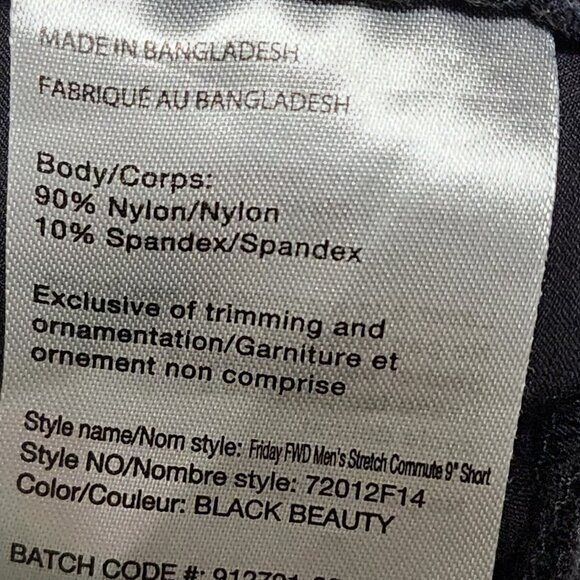 MADE IN BANGLADESH
FABRIQUÉ AU BANGLADESH
Body/Corps:
90% Nylon/Nylon
10% Spandex/Spandex
Exclusive of trimming and
ornamentation/Garniture et
ornement non comprise
Style name/Nom style: Friday FWD Men's Stretch Commute 9" Short
Style NO/Nombre style: 72012F14
Color/Couleur: BLACK BEAUTY
BATCH CODE #: